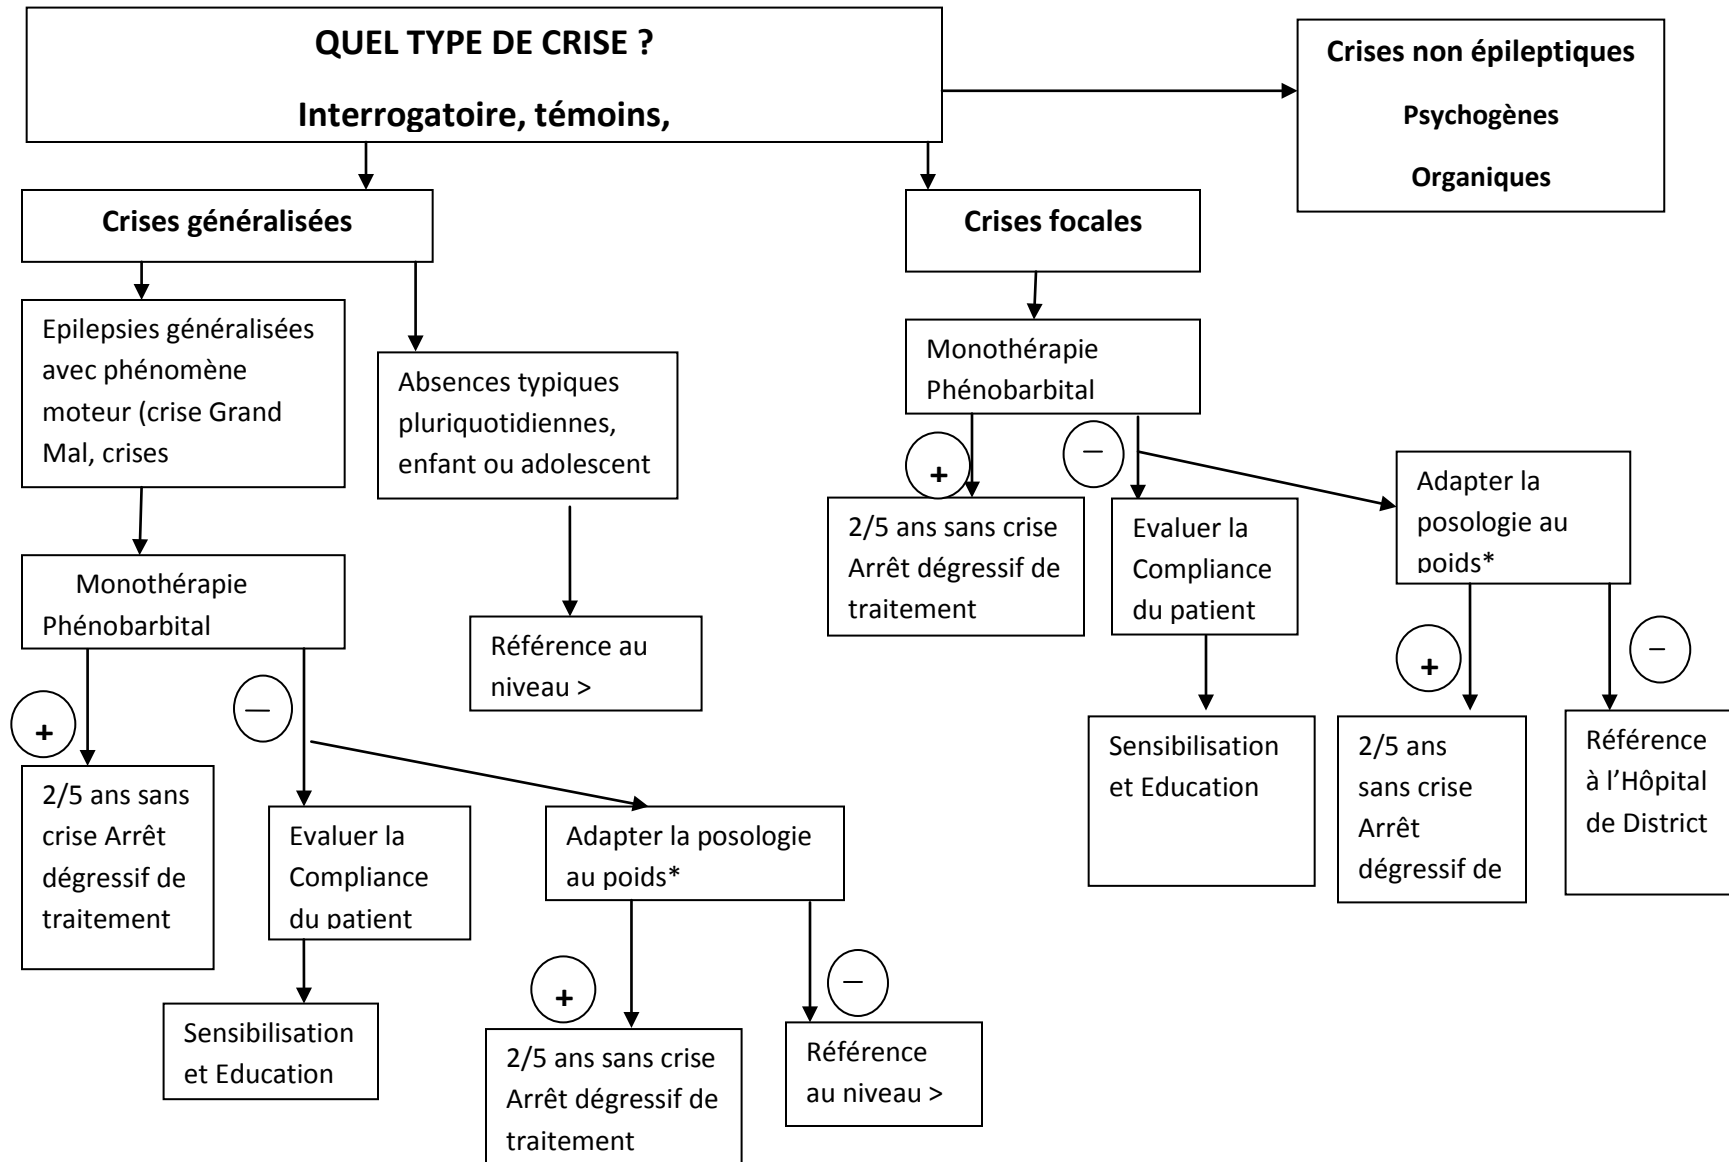 QUEL TYPE DE CRISE ?
Interrogatoire, témoins,
Crises non épileptiques
Psychogènes
Organiques
Crises généralisées
Crises focales
Epilepsies généralisées
avec phénomène
moteur (crise Grand
Mal, crises
Absences typiques
pluriquotidiennes,
enfant ou adolescent
Monothérapie
Phénobarbital
+
—
2/5 ans sans crise
Arrêt dégressif de
traitement
Evaluer la
Compliance
du patient
Adapter la
posologie au
poids*
Monothérapie
Phénobarbital
Référence au
niveau >
+
—
+
—
Sensibilisation
et Education
2/5 ans
sans crise
Arrêt
dégressif de
Référence
à l’Hôpital
de District
2/5 ans sans
crise Arrêt
dégressif de
traitement
Evaluer la
Compliance
du patient
Adapter la posologie
au poids*
+
—
Sensibilisation
et Education
2/5 ans sans crise
Arrêt dégressif de
traitement
Référence
au niveau >